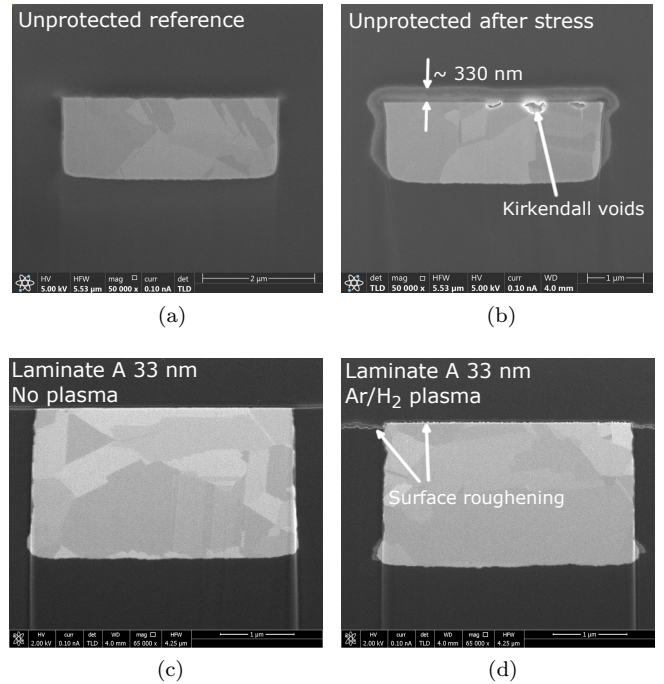 Unprotected reference
HV HFW mag □ curr det
5.00 kV 5.53 µm 50 000 x 0.10 nA TLD
2 µm
(a)
Unprotected after stress
~ 330 nm
Kirkendall voids
det mag □ HFW HV curr WD
TLD 50 000 x 5.53 µm 5.00 kV 0.10 nA 4.0 mm
1 µm
(b)
Laminate A 33 nm
No plasma
HV curr det WD mag □ HFW
2.00 kV 0.10 nA TLD 4.0 mm 65 000 x 4.25 µm
1 µm
(c)
Laminate A 33 nm
Ar/H₂ plasma
Surface roughening
HV curr det WD mag □ HFW
2.00 kV 0.10 nA TLD 4.0 mm 65 000 x 4.25 µm
1 µm
(d)